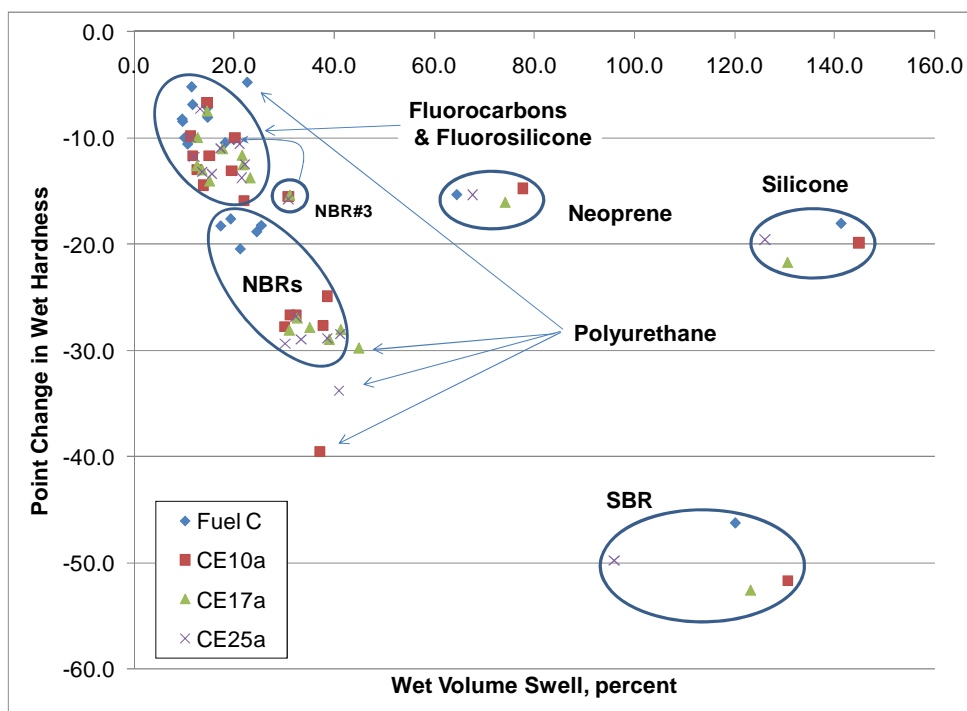 0.0
0.0 20.0 40.0 60.0 80.0 100.0 120.0 140.0 160.0
-10.0
-20.0
-30.0
-40.0
-50.0
-60.0
Point Change in Wet Hardness
Fluorocarbons
& Fluorosilicone
NBR#3
Neoprene
Silicone
NBRs
Polyurethane
SBR
Fuel C
CE10a
CE17a
CE25a
Wet Volume Swell, percent